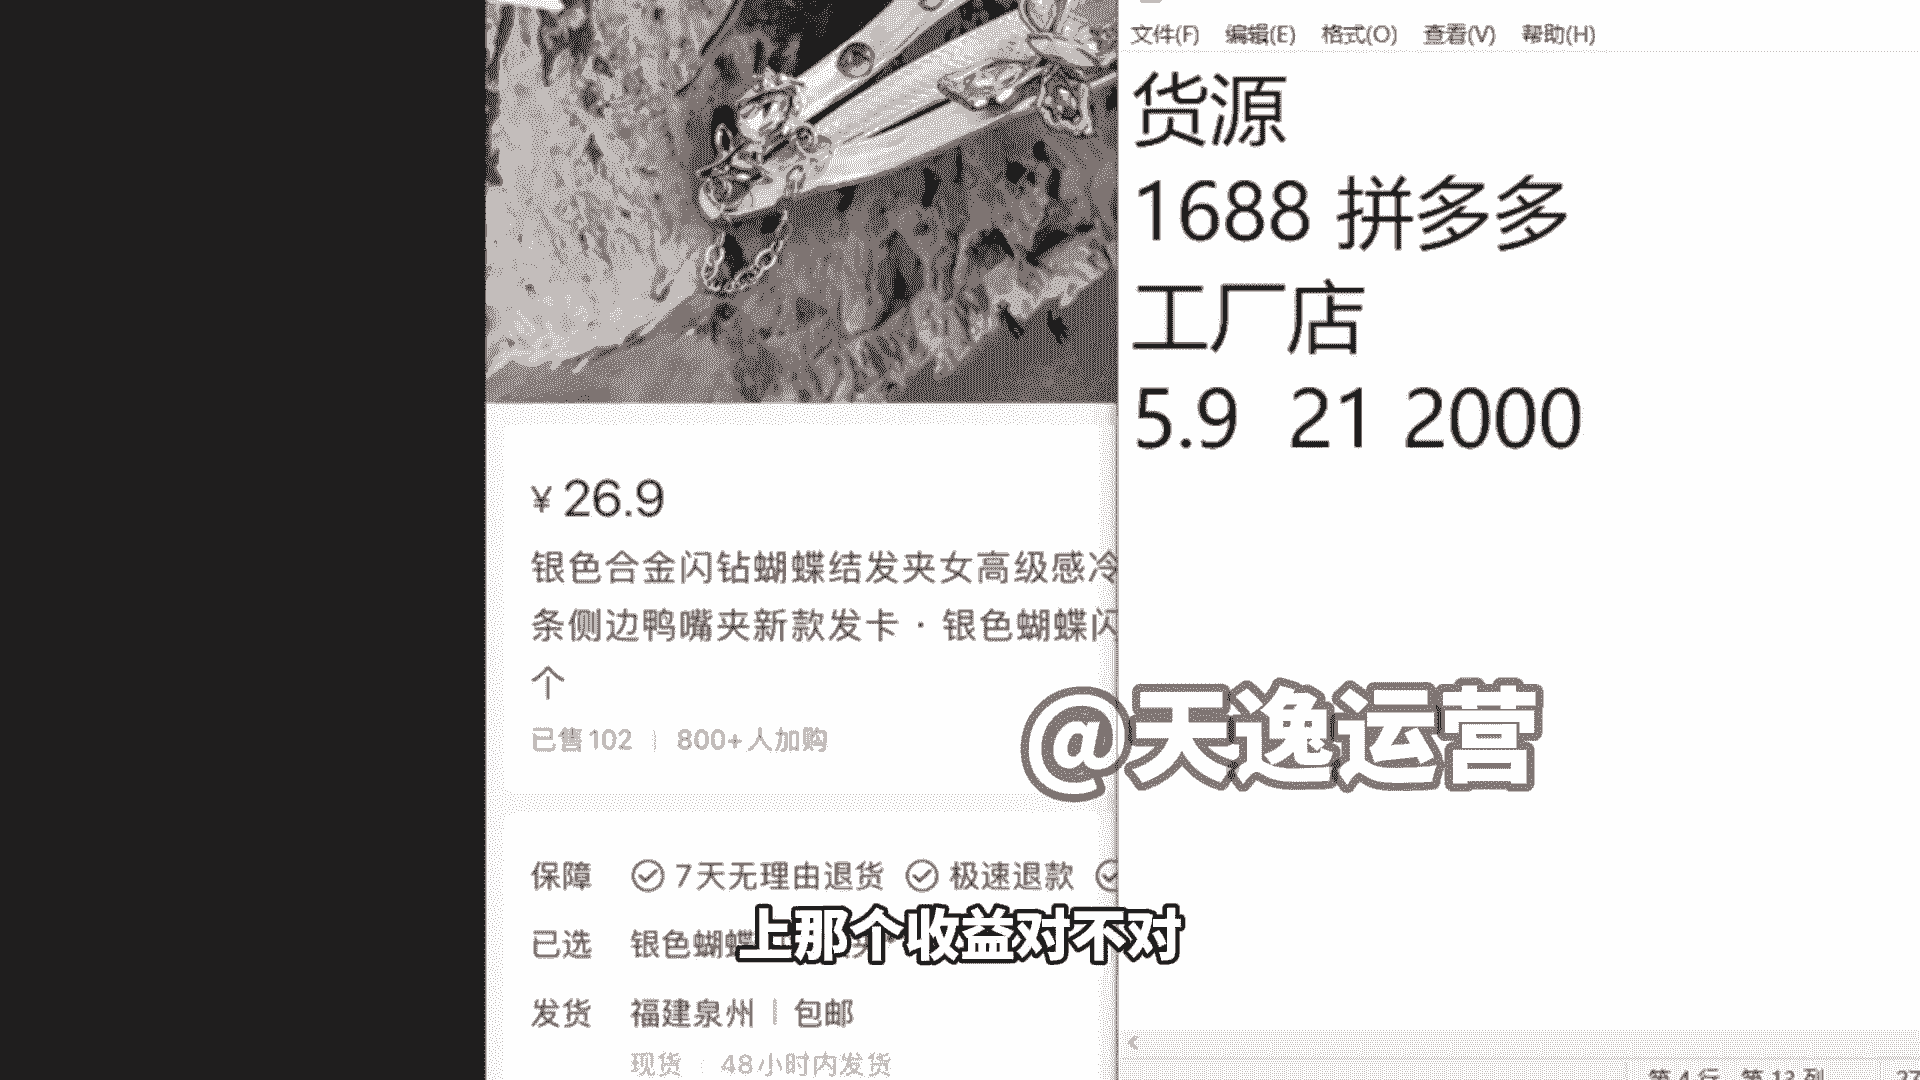 文件(F) 编辑(E) 格式(O) 查看(V) 帮助(H)
货源
1688 拼多多
工厂店
5.9 21 2000
¥26.9
银色合金闪钻蝴蝶结发夹女高级感冷
条侧边鸭嘴夹新款发卡·银色蝴蝶闪
个
已售102 | 800+人加购
@天逸运营
保障 7天无理由退货 极速退款
已选 银色蝴蝶
上那个收益对不对
发货 福建泉州 | 包邮
现货 | 48小时内发货
第 4 行, 第 13 列